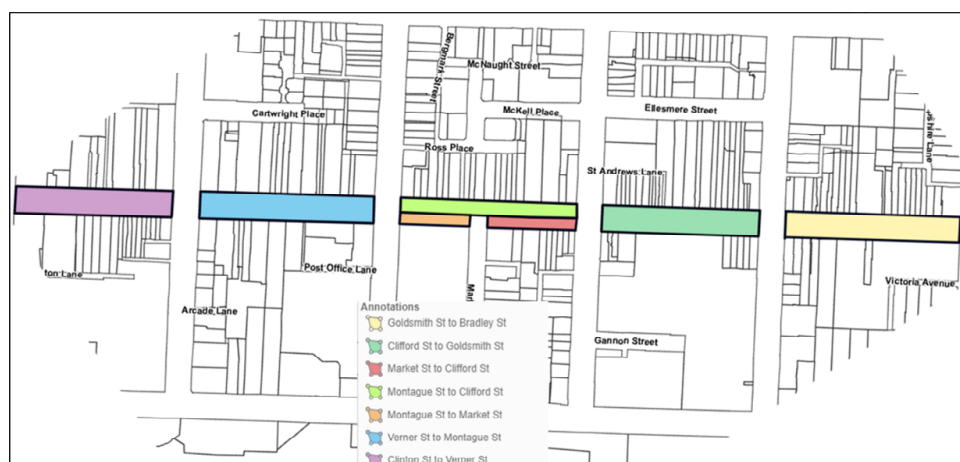 Bergmark Street
McNaught Street
Cartwright Place
McKell Place
Ellesmere Street
Ross Place
St Andrews Lane
ton Lane
Post Office Lane
Victoria Avenue
Arcade Lane
Gannon Street
Annotations
Goldsmith St to Bradley St
Clifford St to Goldsmith St
Market St to Clifford St
Montague St to Clifford St
Montague St to Market St
Verner St to Montague St
Clinton St to Verner St